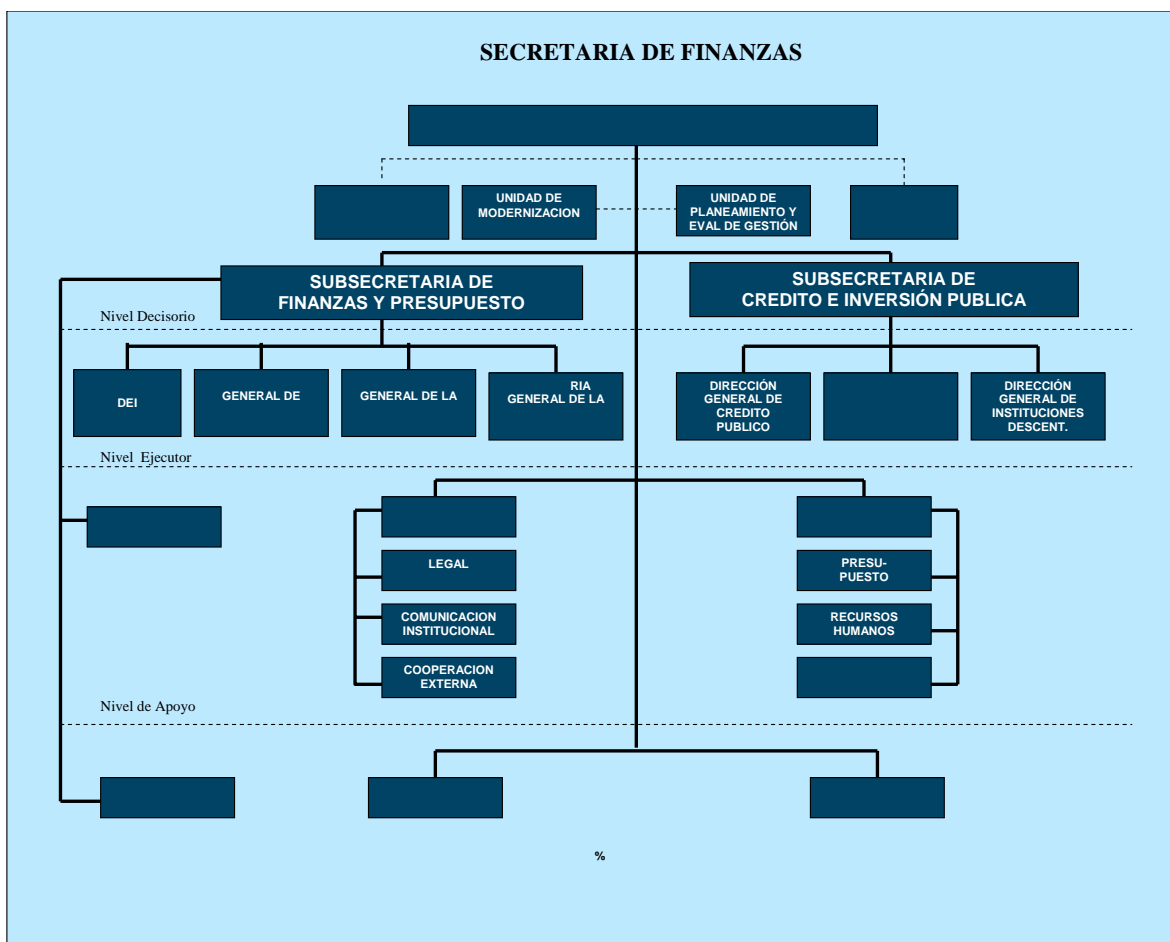 SECRETARIA DE FINANZAS
UNIDAD DE
MODERNIZACION
UNIDAD DE
PLANEAMIENTO Y
EVAL DE GESTIÓN
SUBSECRETARIA DE
FINANZAS Y PRESUPUESTO
SUBSECRETARIA DE
CREDITO E INVERSIÓN PUBLICA
Nivel Decisorio
DEI
GENERAL DE
GENERAL DE LA
RIA
GENERAL DE LA
DIRECCIÓN
GENERAL DE
CREDITO
PUBLICO
DIRECCIÓN
GENERAL DE
INSTITUCIONES
DESCENT.
Nivel Ejecutor
LEGAL
COMUNICACION
INSTITUCIONAL
COOPERACION
EXTERNA
PRESU-
PUESTO
RECURSOS
HUMANOS
Nivel de Apoyo
%